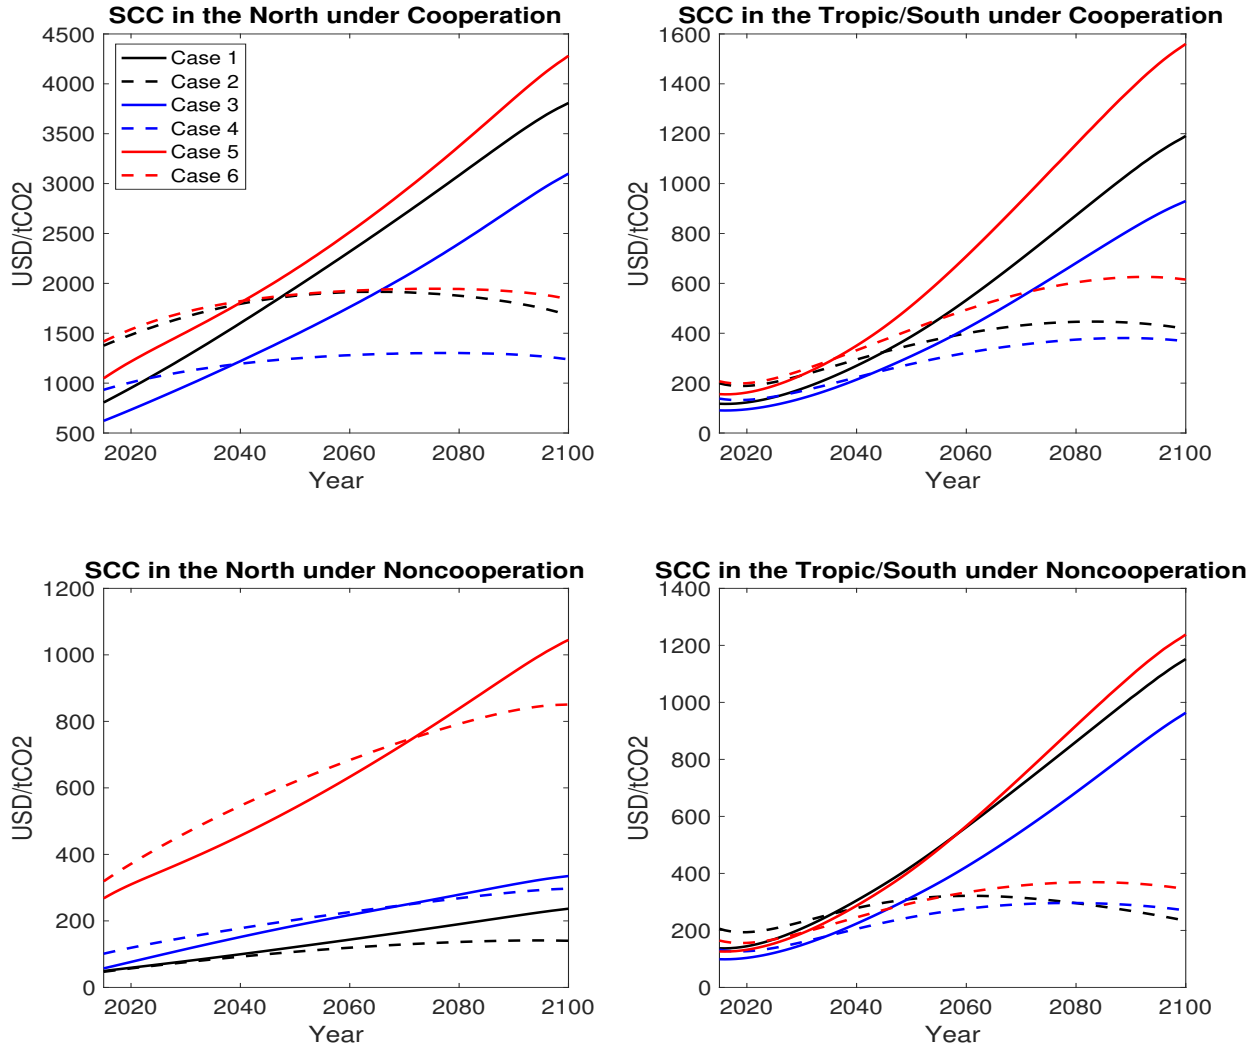 SCC in the North under Cooperation
4500
4000
3500
3000
2500
2000
1500
1000
500
USD/tCO2
Case 1
Case 2
Case 3
Case 4
Case 5
Case 6
2020 2040 2060 2080 2100
Year
SCC in the Tropic/South under Cooperation
1600
1400
1200
1000
800
600
400
200
0
USD/tCO2
2020 2040 2060 2080 2100
Year
SCC in the North under Noncooperation
1200
1000
800
600
400
200
0
USD/tCO2
2020 2040 2060 2080 2100
Year
SCC in the Tropic/South under Noncooperation
1400
1200
1000
800
600
400
200
0
USD/tCO2
2020 2040 2060 2080 2100
Year